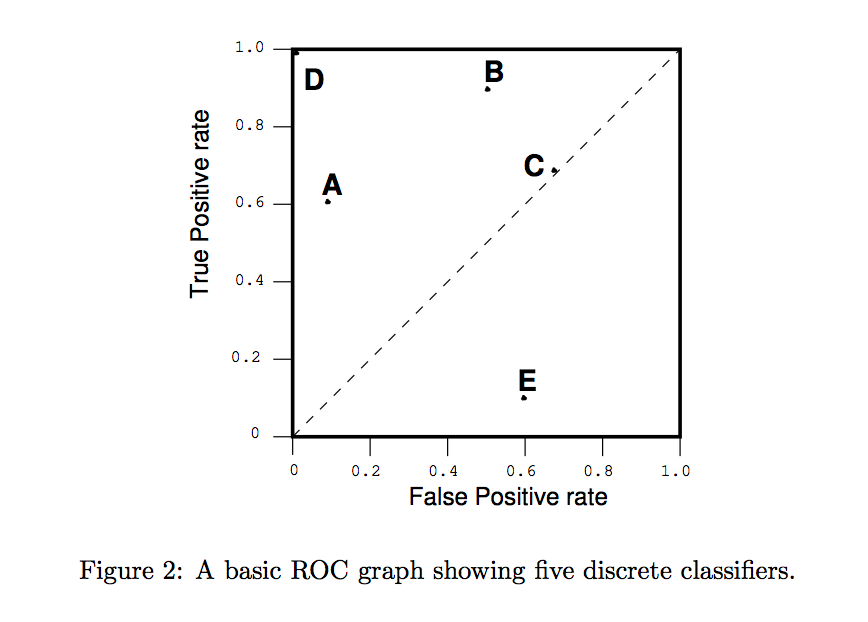 1.0
D
B
0.8
C
A
0.6
True Positive rate
0.4
E
0.2
0
0 0.2 0.4 0.6 0.8 1.0
False Positive rate
Figure 2: A basic ROC graph showing five discrete classifiers.